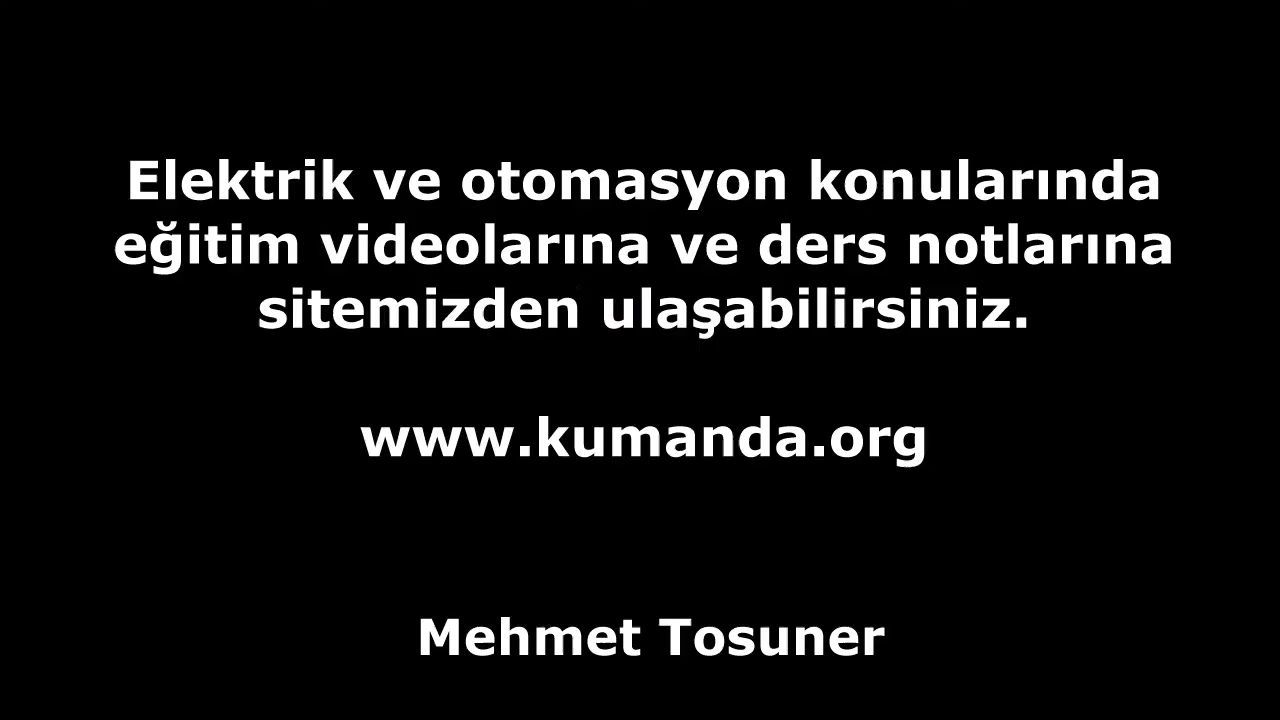 Elektrik ve otomasyon konularında
eğitim videolarına ve ders notlarına
sitemizden ulaşabilirsiniz.
www.kumanda.org
Mehmet Tosuner